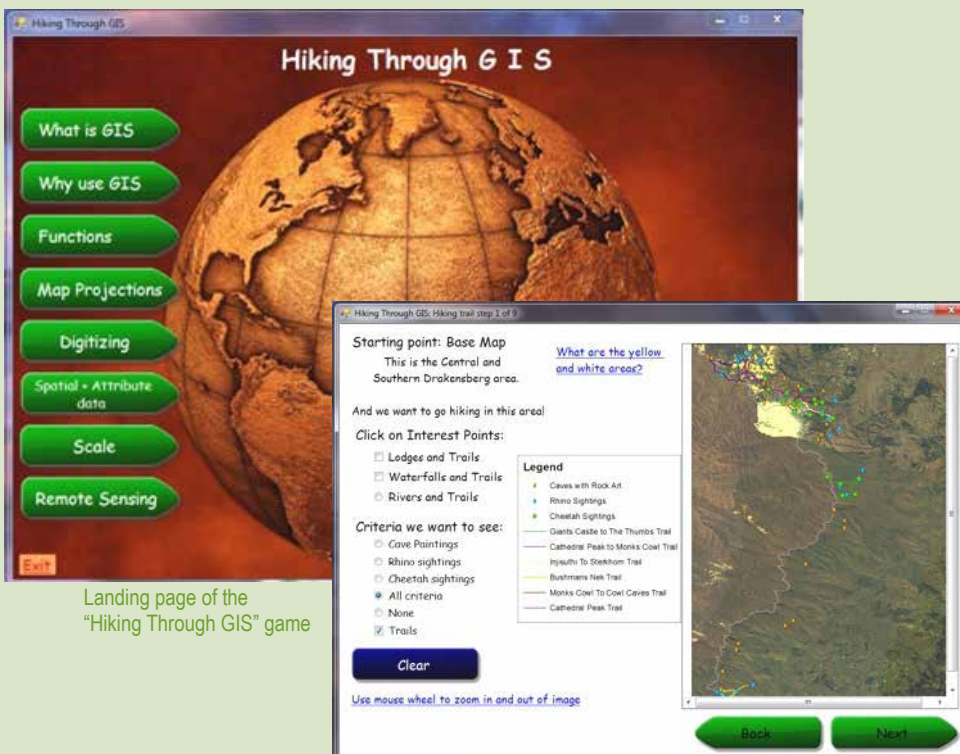 Hiking Through GIS
Hiking Through G I S
What is GIS
Why use GIS
Functions
Map Projections
Digitizing
Spatial + Attribute
data
Scale
Remote Sensing
Exit
Landing page of the
“Hiking Through GIS” game
Hiking Through GIS: Hiking trail step 1 of 9
Starting point: Base Map
This is the Central and
Southern Drakensberg area.
What are the yellow
and white areas?
And we want to go hiking in this area!
Click on Interest Points:
Lodges and Trails
Waterfalls and Trails
Rivers and Trails
Criteria we want to see:
Cave Paintings
Rhino sightings
Cheetah sightings
All criteria
None
Trails
Clear
Use mouse wheel to zoom in and out of image
Legend
Caves with Rock Art
Rhino Sightings
Cheetah Sightings
Giants Castle to The Thumbs Trail
Cathedral Peak to Monks Cowl Trail
Injisuthi To Sterkhorn Trail
Bushmans Nek Trail
Monks Cowl To Cowl Caves Trail
Cathedral Peak Trail
Back
Next